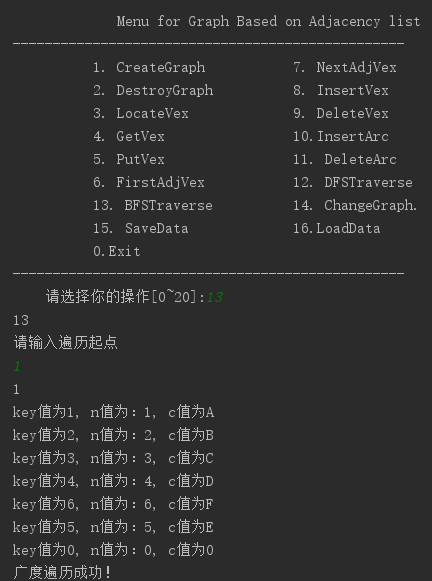 Menu for Graph Based on Adjacency list
-------------------------------------------------
1. CreateGraph 7. NextAdjVex
2. DestroyGraph 8. InsertVex
3. LocateVex 9. DeleteVex
4. GetVex 10.InsertArc
5. PutVex 11. DeleteArc
6. FirstAdjVex 12. DFSTraverse
13. BFSTraverse 14. ChangeGraph.
15. SaveData 16.LoadData
0.Exit
-------------------------------------------------
请选择你的操作[0~20]:13
13
请输入遍历起点
1
1
key值为1, n值为：1, c值为A
key值为2, n值为：2, c值为B
key值为3, n值为：3, c值为C
key值为4, n值为：4, c值为D
key值为6, n值为：6, c值为F
key值为5, n值为：5, c值为E
key值为0, n值为：0, c值为0
广度遍历成功！